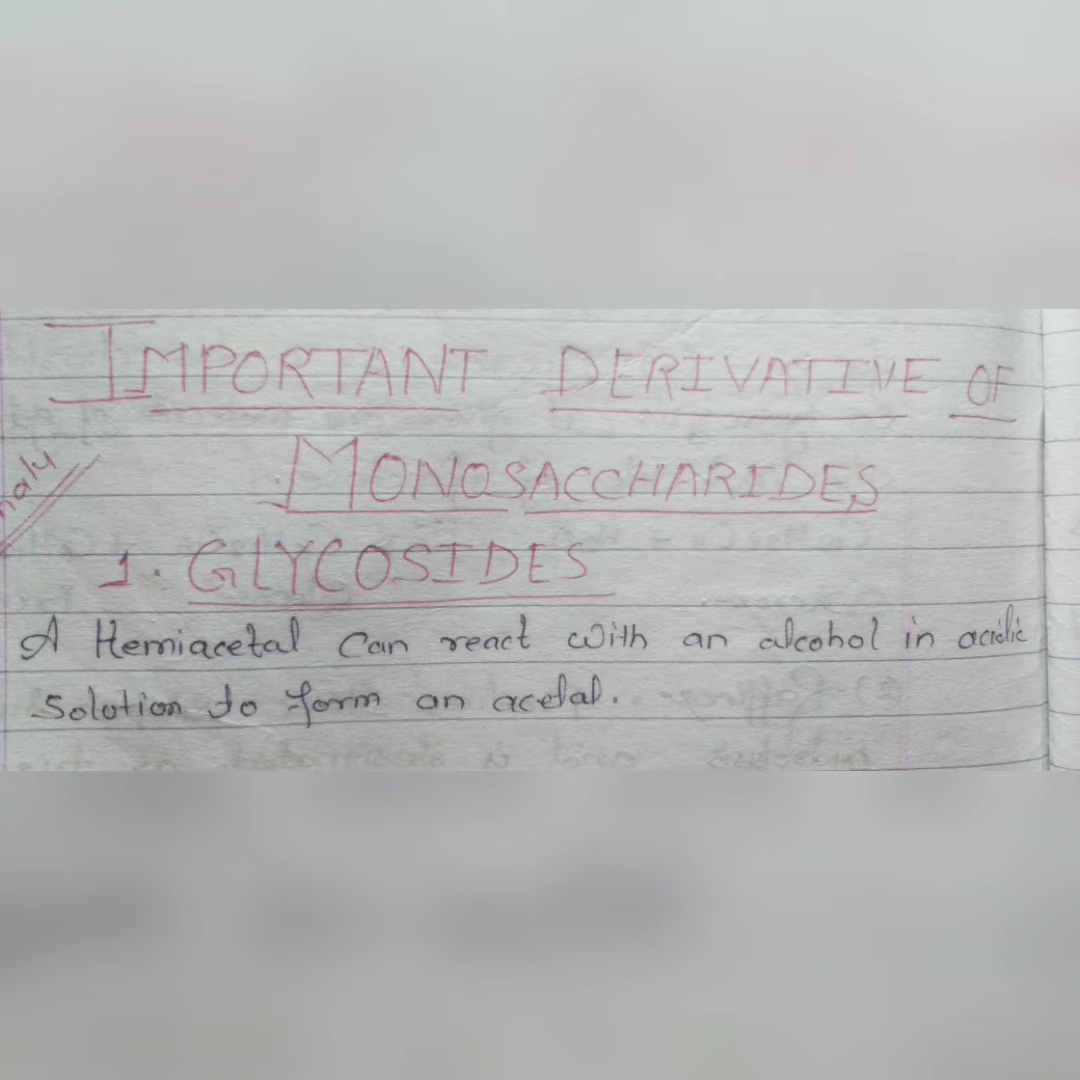 IMPORTANT DERIVATIVE OF
MONOSACCHARIDES
1. GLYCOSIDES
A Hemiacetal Can react with an alcohol in acidic
solution to form an acetal.